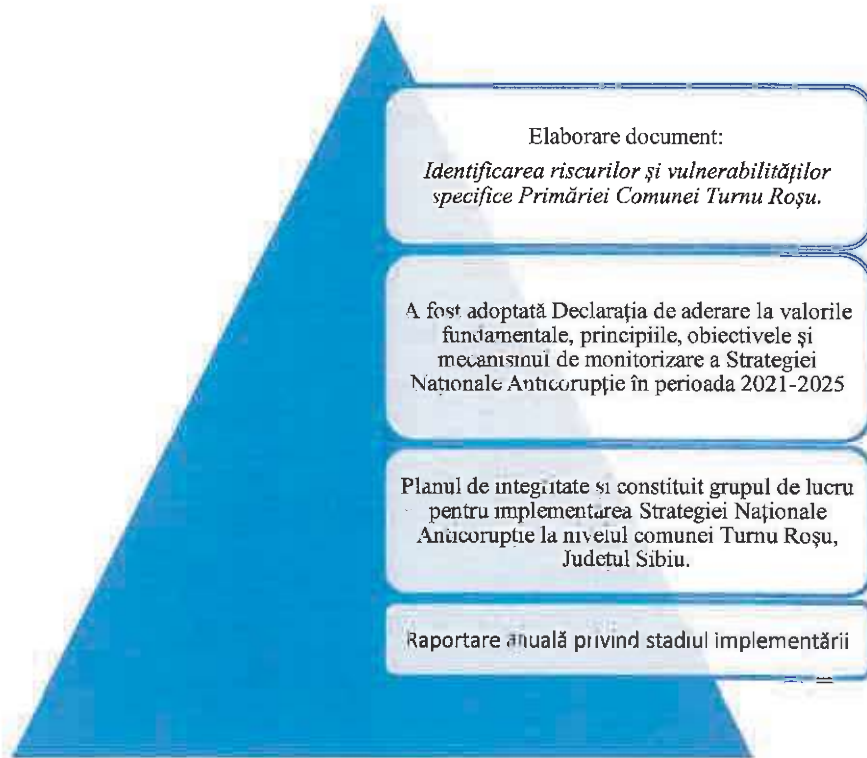 Elaborare document:
Identificarea riscurilor și vulnerabilităților
specifice Primăriei Comunei Turnu Roșu.
A fost adoptată Declarația de aderare la valorile
fundamentale, principiile, obiectivele și
mecanismul de monitorizare a Strategiei
Naționale Anticorupție în perioada 2021-2025
Planul de integritate și constituit grupul de lucru
pentru implementarea Strategiei Naționale
Anticorupție la nivelul comunei Turnu Roșu,
Județul Sibiu.
Raportare anuală privind stadiul implementării